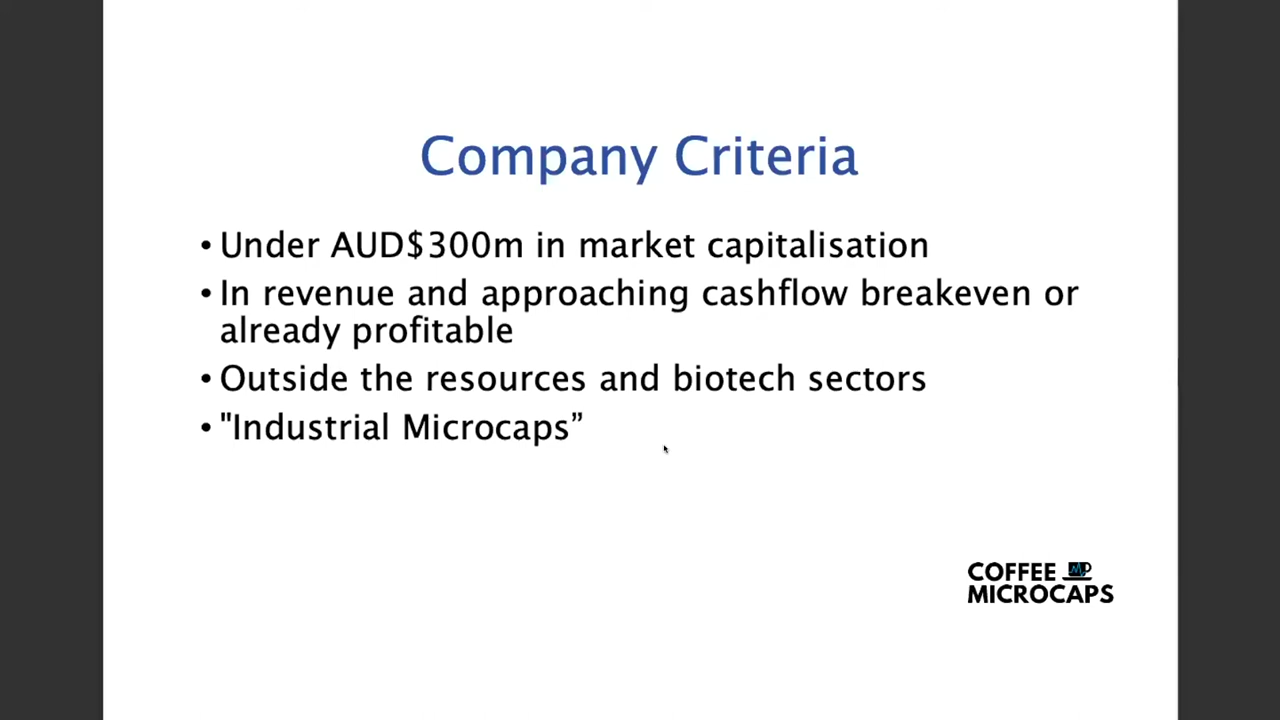 Company Criteria
• Under AUD$300m in market capitalisation
• In revenue and approaching cashflow breakeven or
already profitable
• Outside the resources and biotech sectors
• "Industrial Microcaps”
COFFEE
MICROCAPS